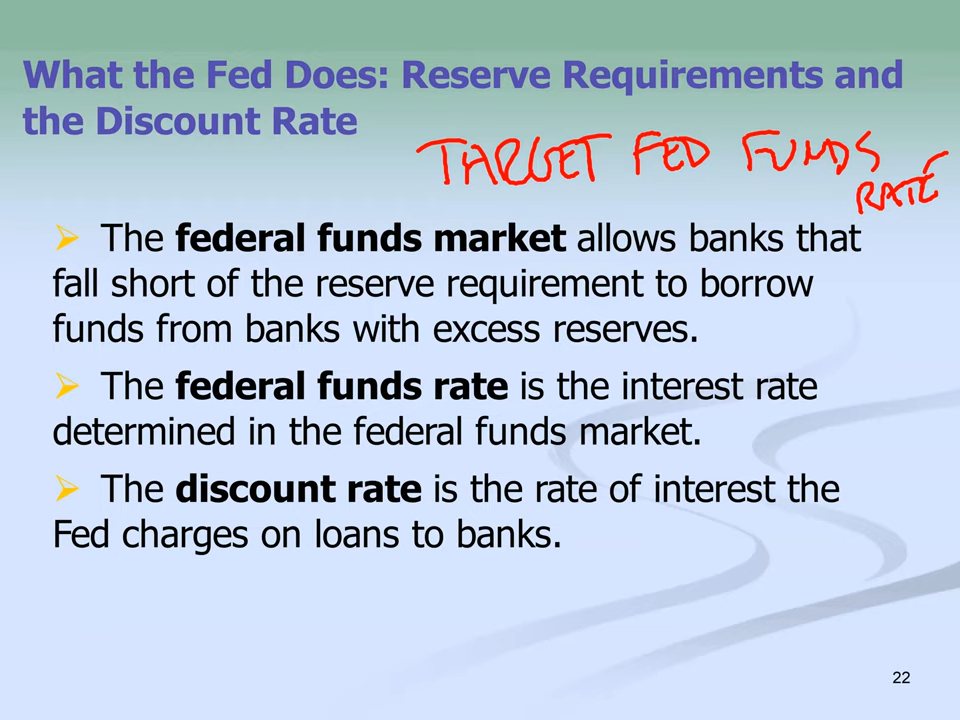 What the Fed Does: Reserve Requirements and
the Discount Rate
TARGET FED FUNDS
RATE
➢ The federal funds market allows banks that
fall short of the reserve requirement to borrow
funds from banks with excess reserves.
➢ The federal funds rate is the interest rate
determined in the federal funds market.
➢ The discount rate is the rate of interest the
Fed charges on loans to banks.
22